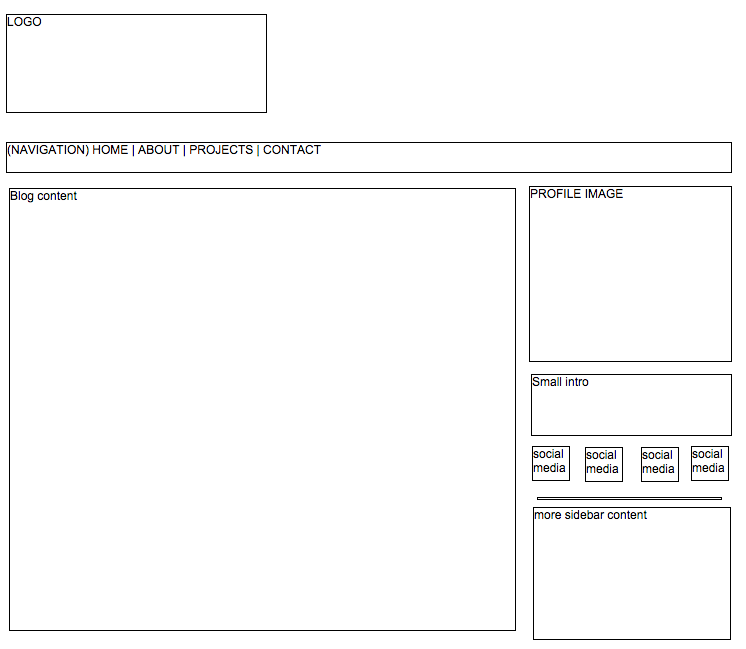 LOGO
(NAVIGATION) HOME | ABOUT | PROJECTS | CONTACT
Blog content
PROFILE IMAGE
Small intro
social
media
social
media
social
media
social
media
more sidebar content